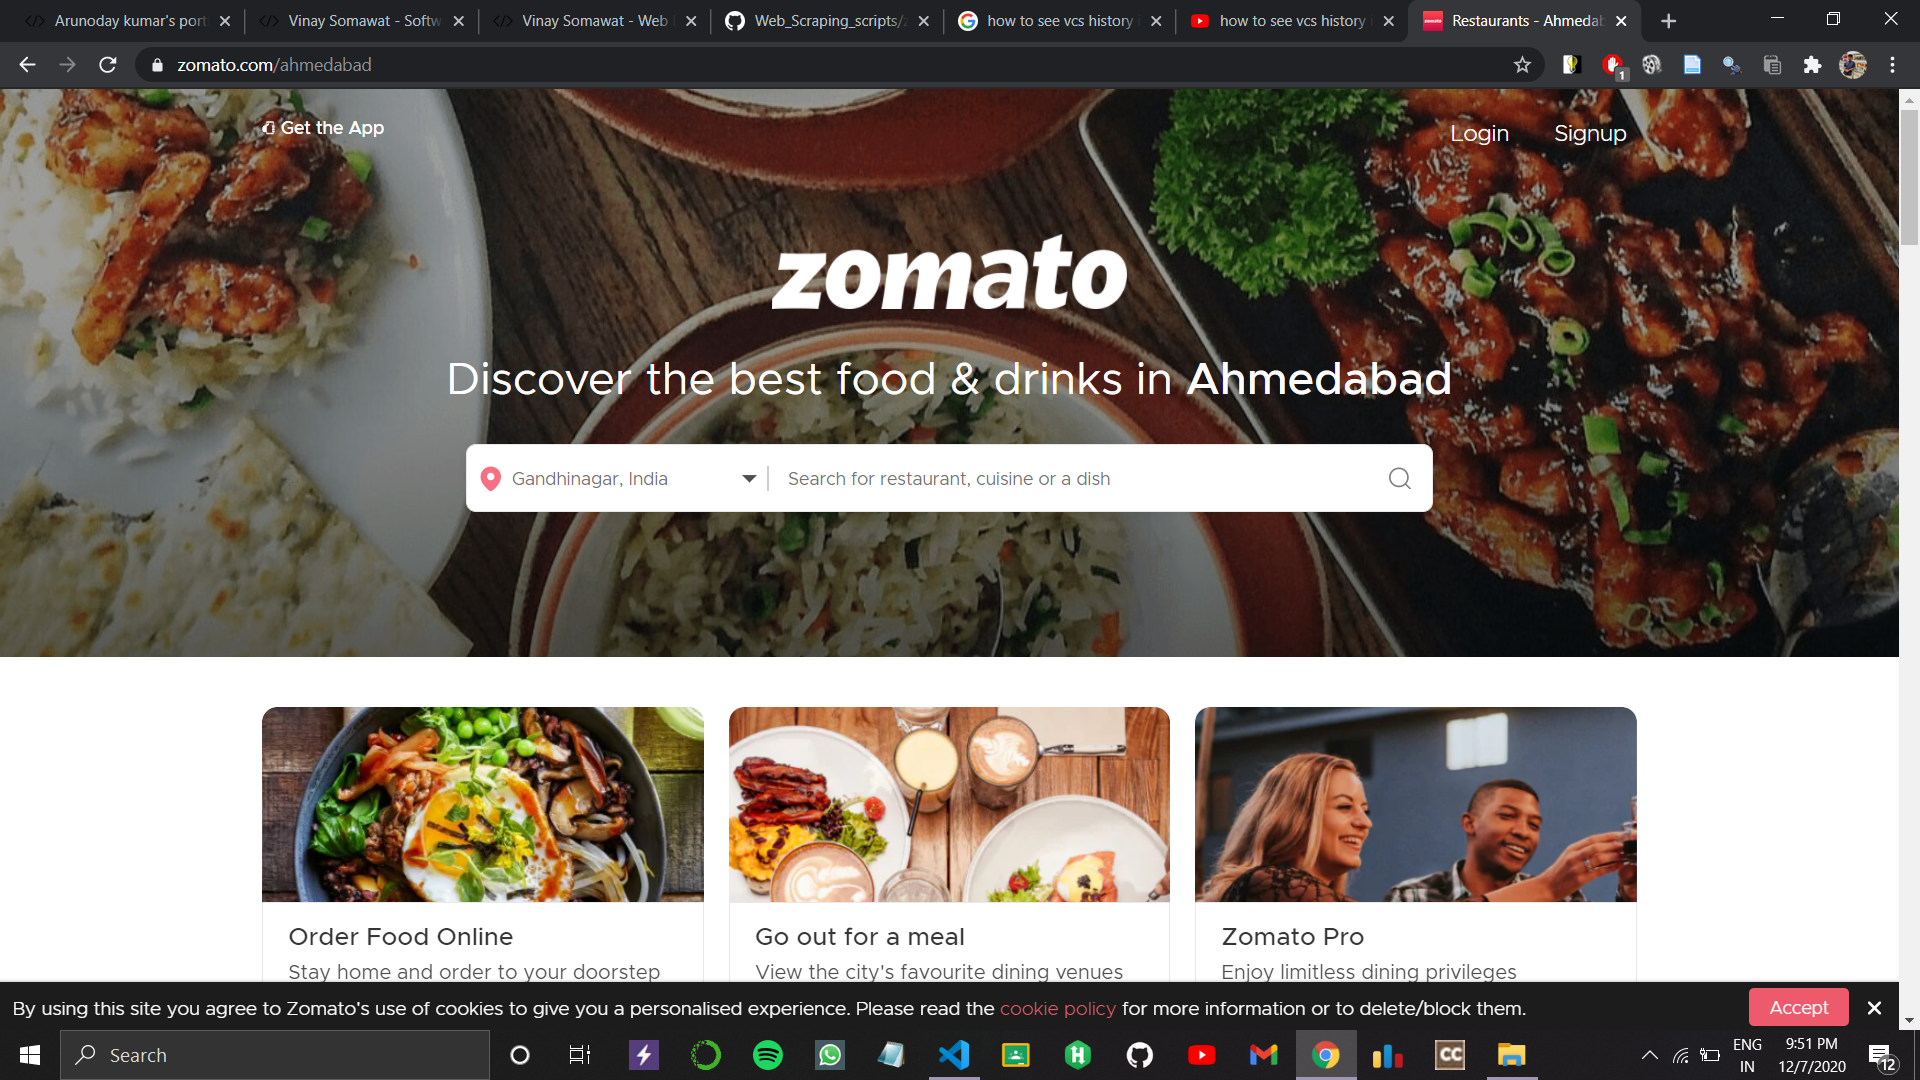 Arunoday kumar's port
Vinay Somawat - Softw
Vinay Somawat - Web
Web_Scraping_scripts/
how to see vcs history
how to see vcs history
Restaurants - Ahmedab
zomato.com/ahmedabad
1
Get the App
Login
Signup
zomato
Discover the best food & drinks in Ahmedabad
Gandhinagar, India
Search for restaurant, cuisine or a dish
Order Food Online
Go out for a meal
Zomato Pro
Stay home and order to your doorstep
View the city's favourite dining venues
Enjoy limitless dining privileges
By using this site you agree to Zomato's use of cookies to give you a personalised experience. Please read the cookie policy for more information or to delete/block them.
Accept
Search
CC
ENG
IN
9:51 PM
12/7/2020
12